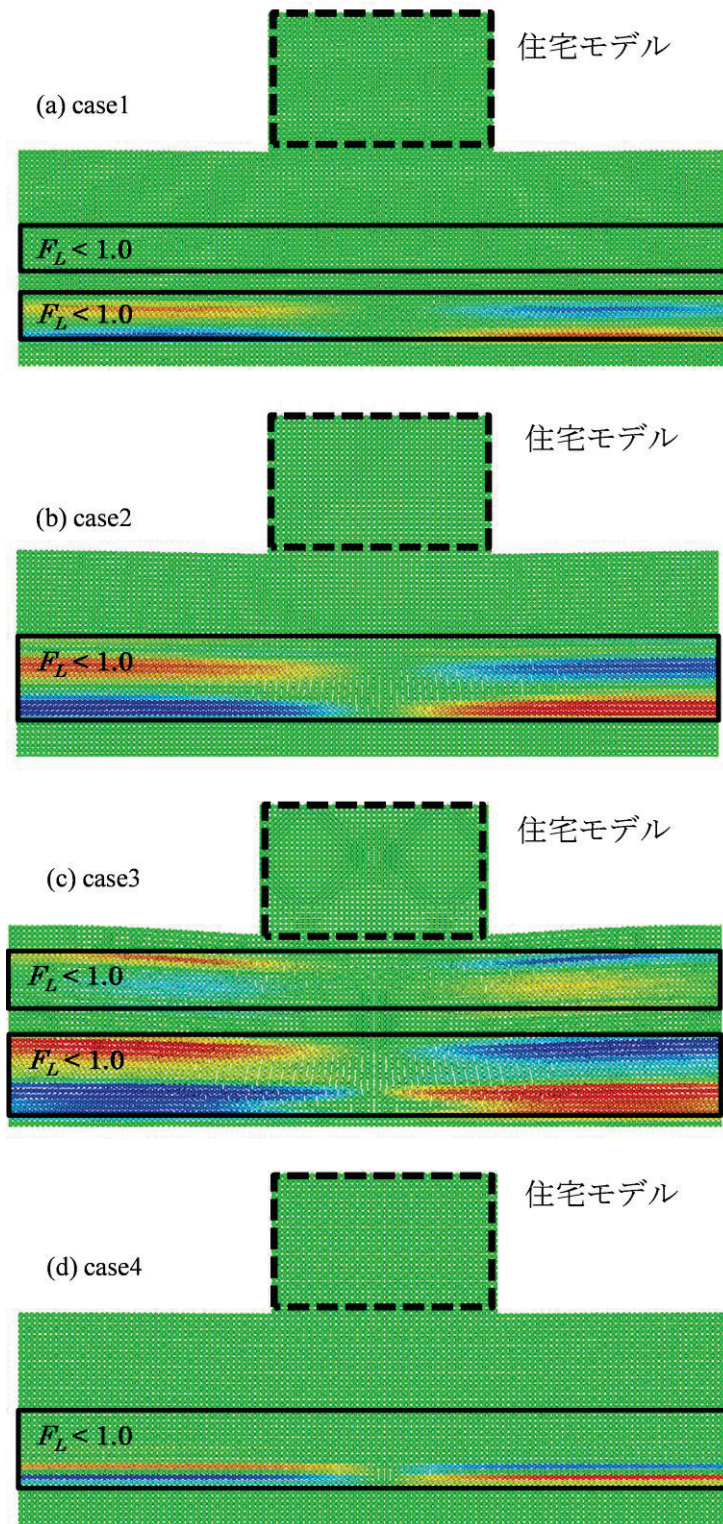 住宅モデル
(a) case1
F_L < 1.0
F_L < 1.0
住宅モデル
(b) case2
F_L < 1.0
住宅モデル
(c) case3
F_L < 1.0
F_L < 1.0
住宅モデル
(d) case4
F_L < 1.0